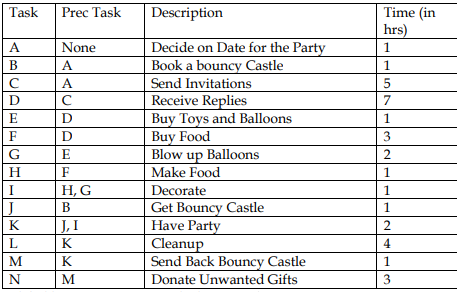 Task Prec Task Description Time (in
hrs)
A None Decide on Date for the Party 1
B A Book a bouncy Castle 1
C A Send Invitations 5
D C Receive Replies 7
E D Buy Toys and Balloons 1
F D Buy Food 3
G E Blow up Balloons 2
H F Make Food 1
I H, G Decorate 1
J B Get Bouncy Castle 1
K J, I Have Party 2
L K Cleanup 4
M K Send Back Bouncy Castle 1
N M Donate Unwanted Gifts 3